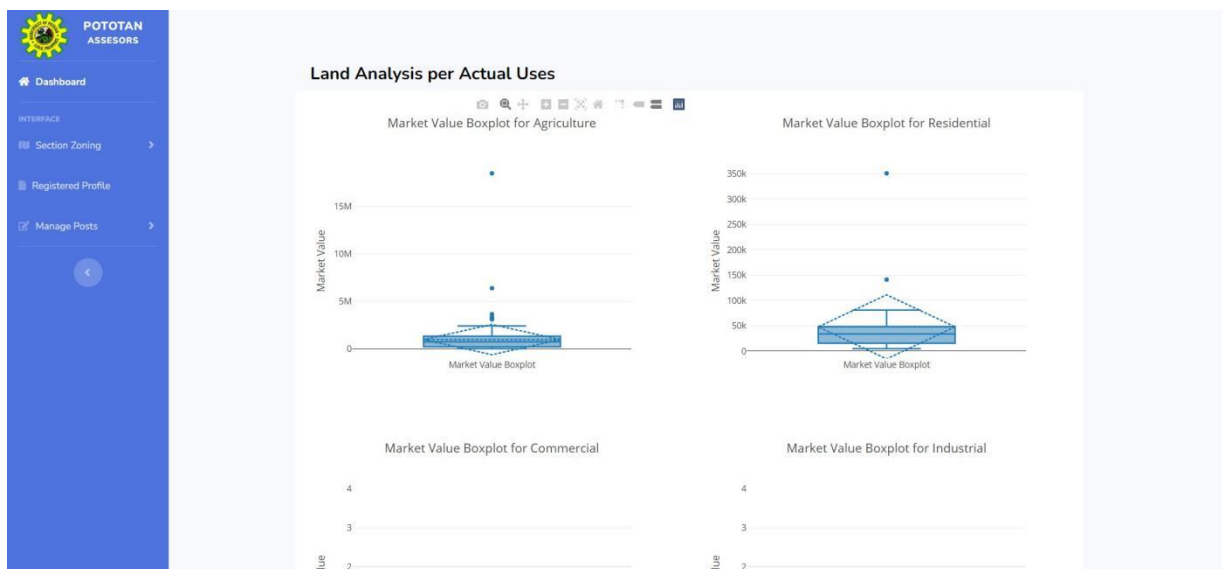 POTOTAN
ASSESORS
Dashboard
INTERFACE
Section Zoning
Registered Profile
Manage Posts
Land Analysis per Actual Uses
Market Value Boxplot for Agriculture
15M
10M
5M
0
Market Value
Market Value Boxplot
Market Value Boxplot for Residential
350k
300k
250k
200k
150k
100k
50k
0
Market Value
Market Value Boxplot
Market Value Boxplot for Commercial
4
3
2
Market Value Boxplot for Industrial
4
3
2